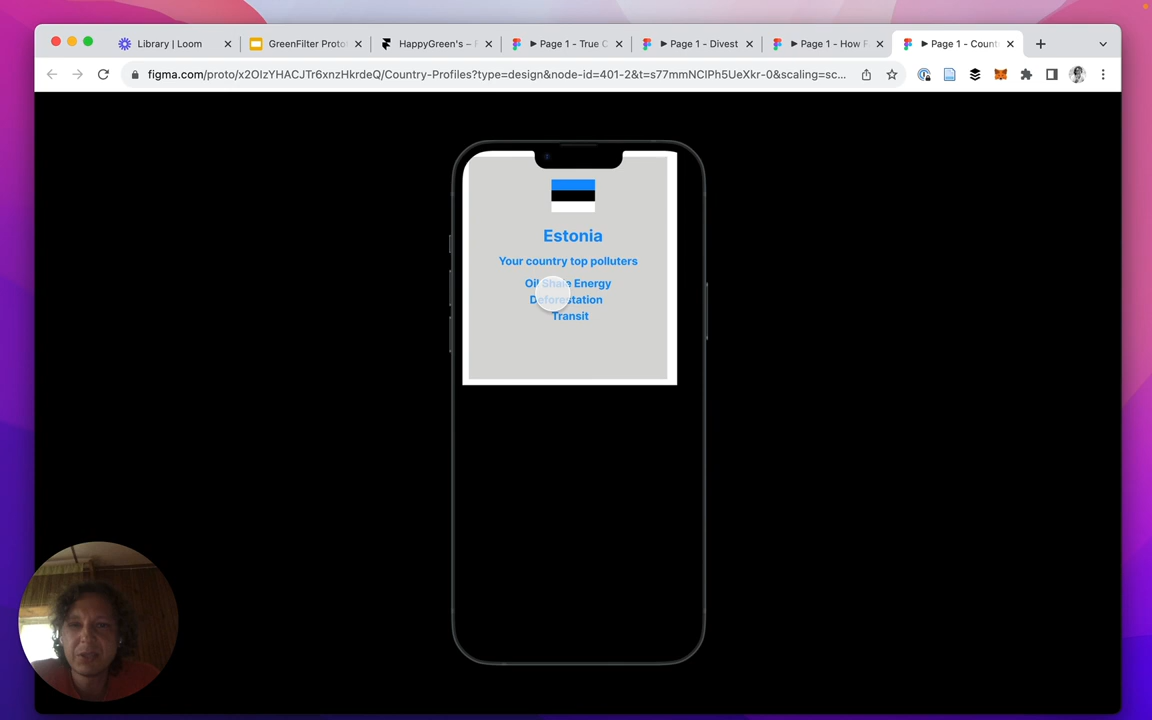 Library | Loom
GreenFilter Proto
HappyGreen's –
Page 1 - True C
Page 1 - Divest
Page 1 - How F
Page 1 - Count
figma.com/proto/x2OIzYHACJTr6xnzHkrdeQ/Country-Profiles?type=design&node-id=401-2&t=s77mmNCIPh5UeXkr-0&scaling=sc...
Estonia
Your country top polluters
Oil Shale Energy
Deforestation
Transit